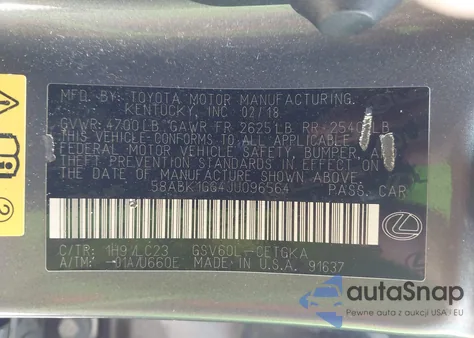 MFD. BY: TOYOTA MOTOR MANUFACTURING,
KENTUCKY, INC 02/18
GVWR 4700LB GAWR FR 2625LB RR
THIS VEHICLE CONFORMS TO ALL APPLICABLE
FEDERAL MOTOR VEHICLE SAFETY, BUMPER, AND
THEFT PREVENTION STANDARDS IN EFFECT
ON THE DATE OF MANUFACTURE SHOWN ABOVE.
58ABK1GG4JU096564 PASS. CAR
C/TR: 1H9/LC23 GSV60L-CETGKA
A/TM: -01A/U660E MADE IN U.S.A. 91637
2
autoSnap
Pewne auta z aukcji USA i EU